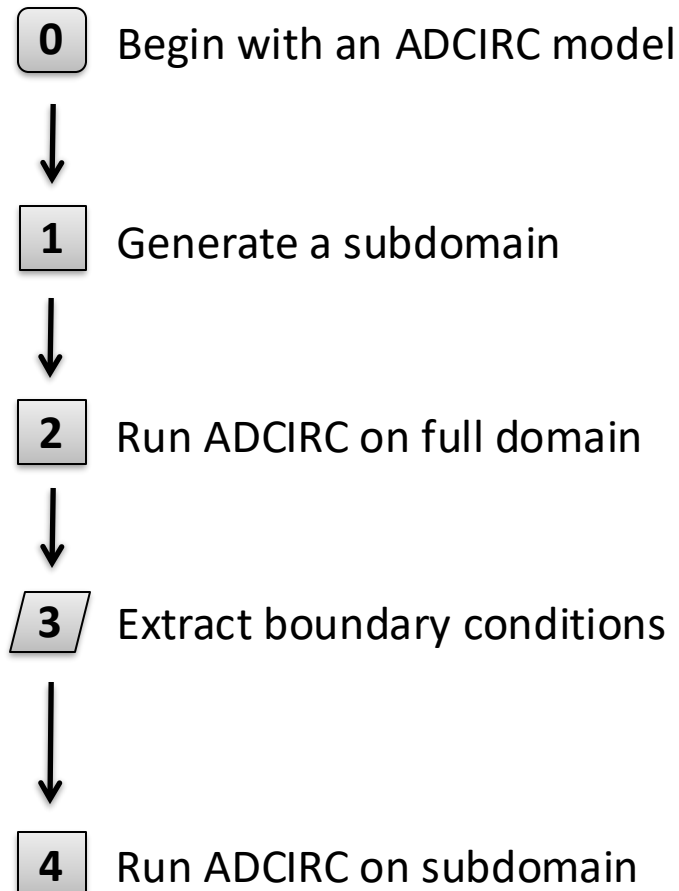 0 Begin with an ADCIRC model
1 Generate a subdomain
2 Run ADCIRC on full domain
3 Extract boundary conditions
4 Run ADCIRC on subdomain